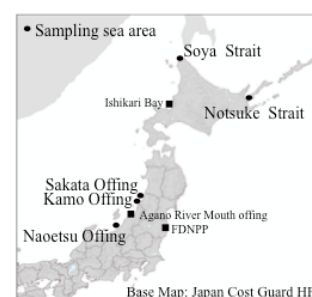 Sampling sea area
Soya Strait
Ishikari Bay
Notsuke Strait
Sakata Offing
Kamo Offing
Agano River Mouth offing
FDNPP
Naoetsu Offing
Base Map: Japan Cost Guard HP